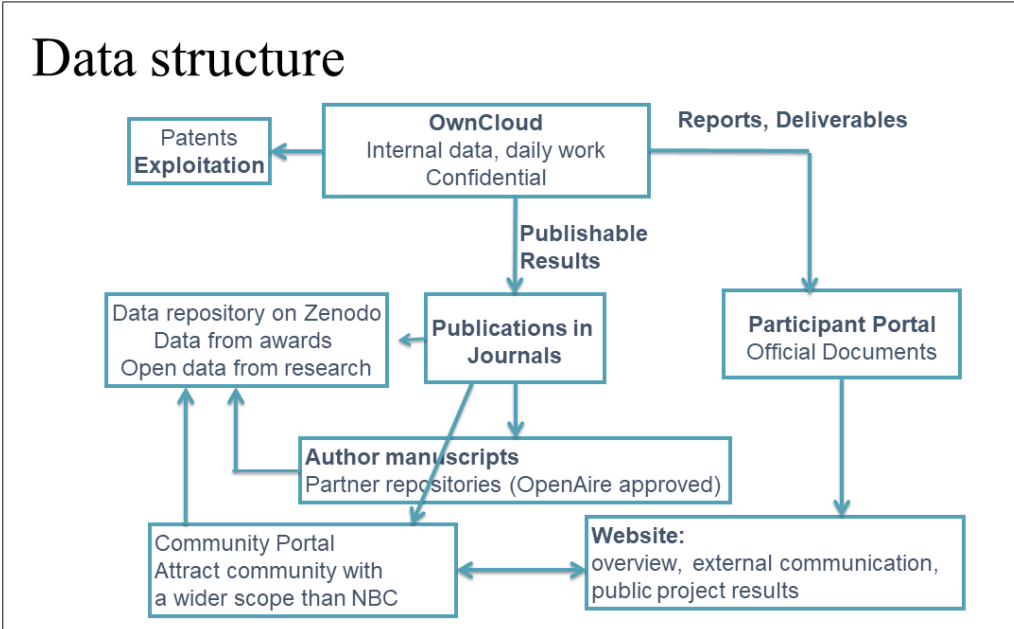 Data structure
Patents
Exploitation
OwnCloud
Internal data, daily work
Confidential
Reports, Deliverables
Publishable
Results
Data repository on Zenodo
Data from awards
Open data from research
Publications in
Journals
Participant Portal
Official Documents
Author manuscripts
Partner repositories (OpenAire approved)
Community Portal
Attract community with
a wider scope than NBC
Website:
overview, external communication,
public project results